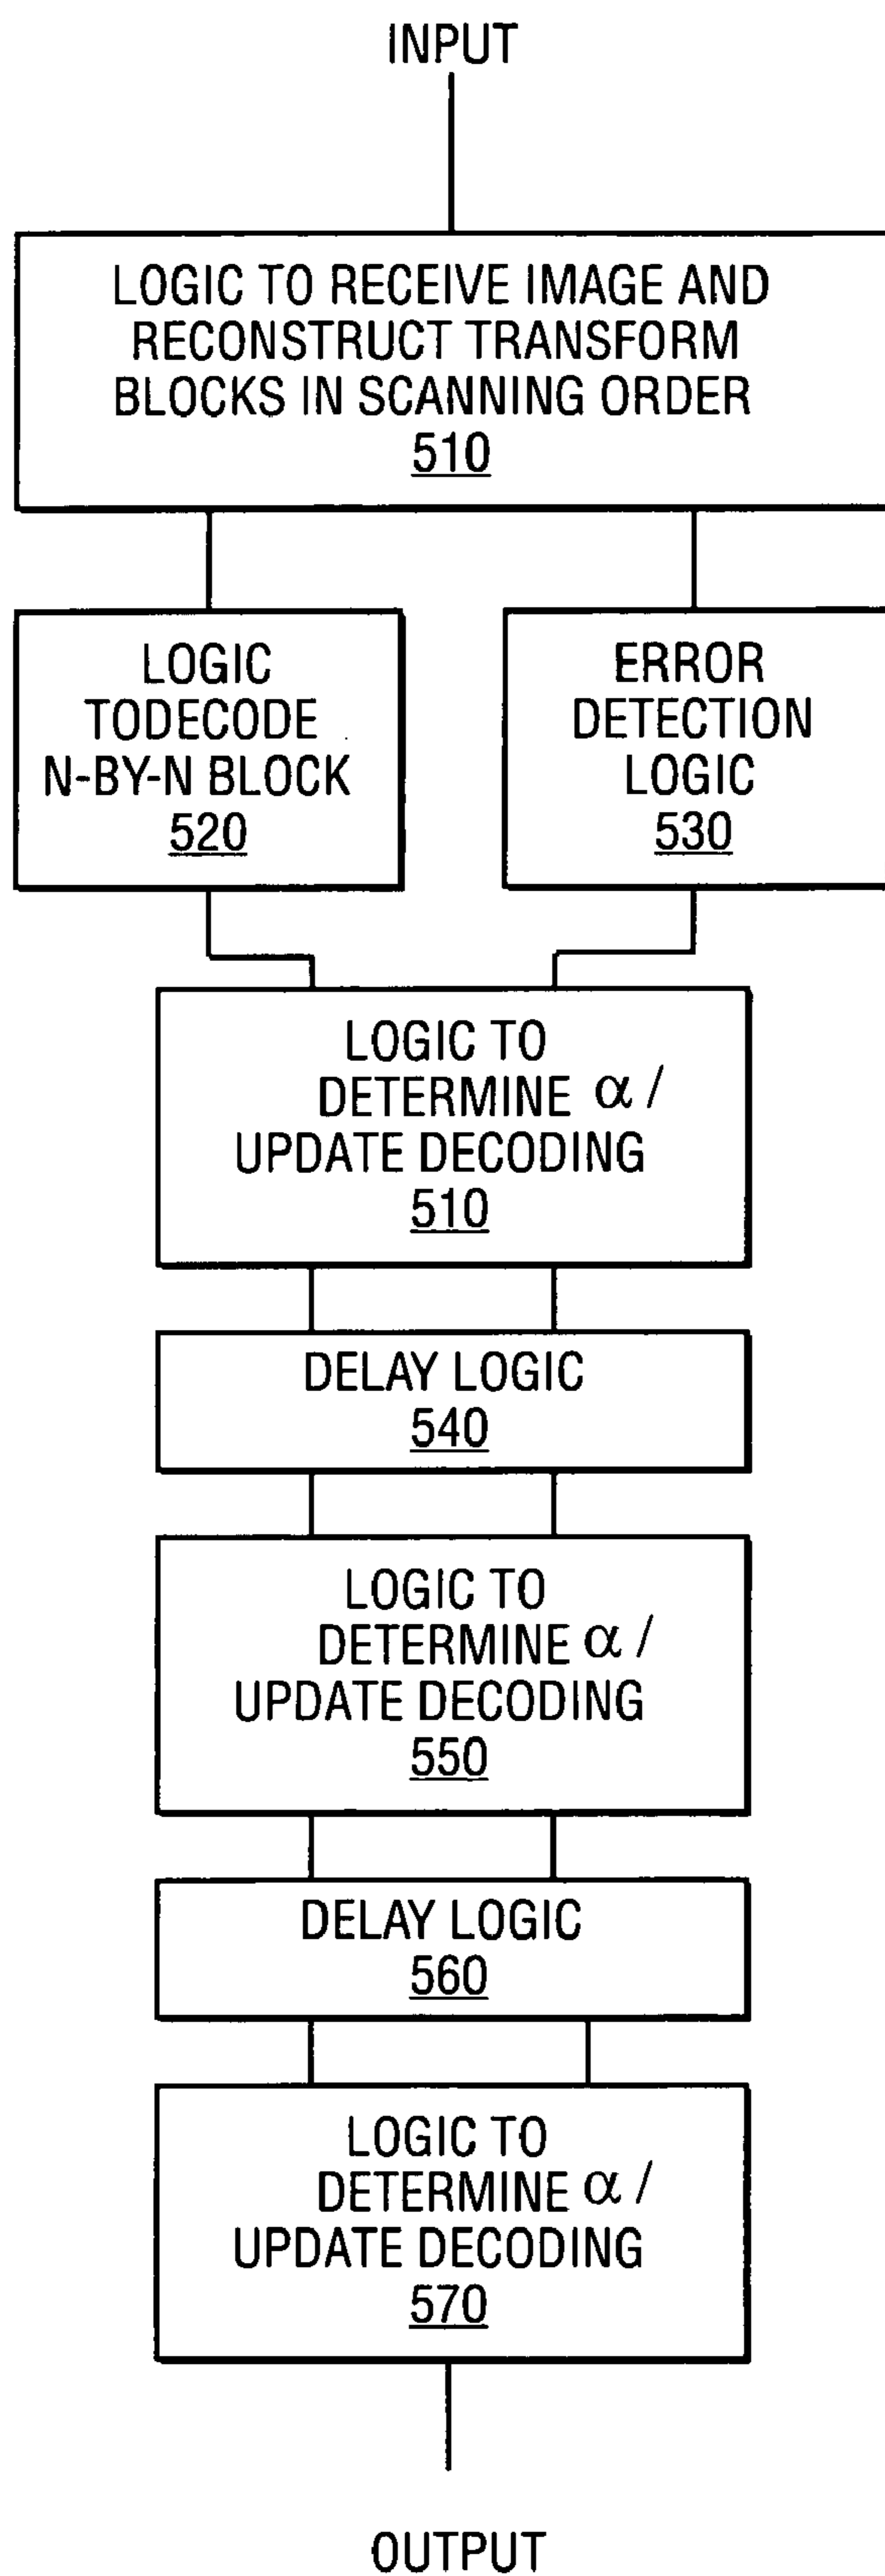 INPUT
LOGIC TO RECEIVE IMAGE AND
RECONSTRUCT TRANSFORM
BLOCKS IN SCANNING ORDER
510
LOGIC
TODECODE
N-BY-N BLOCK
520
ERROR
DETECTION
LOGIC
530
LOGIC TO
DETERMINE α /
UPDATE DECODING
510
DELAY LOGIC
540
LOGIC TO
DETERMINE α /
UPDATE DECODING
550
DELAY LOGIC
560
LOGIC TO
DETERMINE α /
UPDATE DECODING
570
OUTPUT